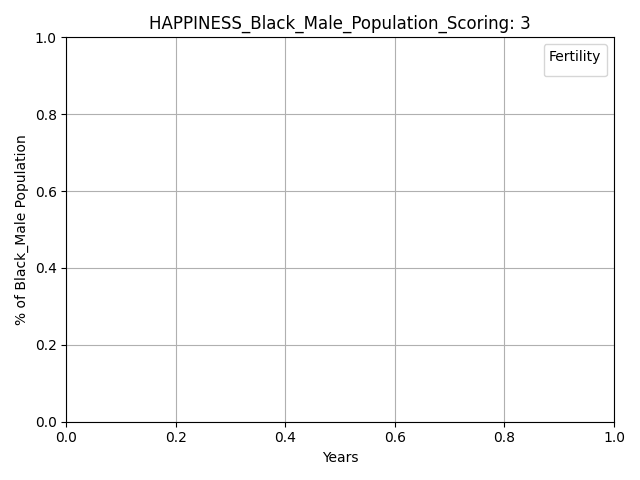 HAPPINESS_Black_Male_Population_Scoring: 3
Fertility
% of Black_Male Population
1.0
0.8
0.6
0.4
0.2
0.0
0.0 0.2 0.4 0.6 0.8 1.0
Years